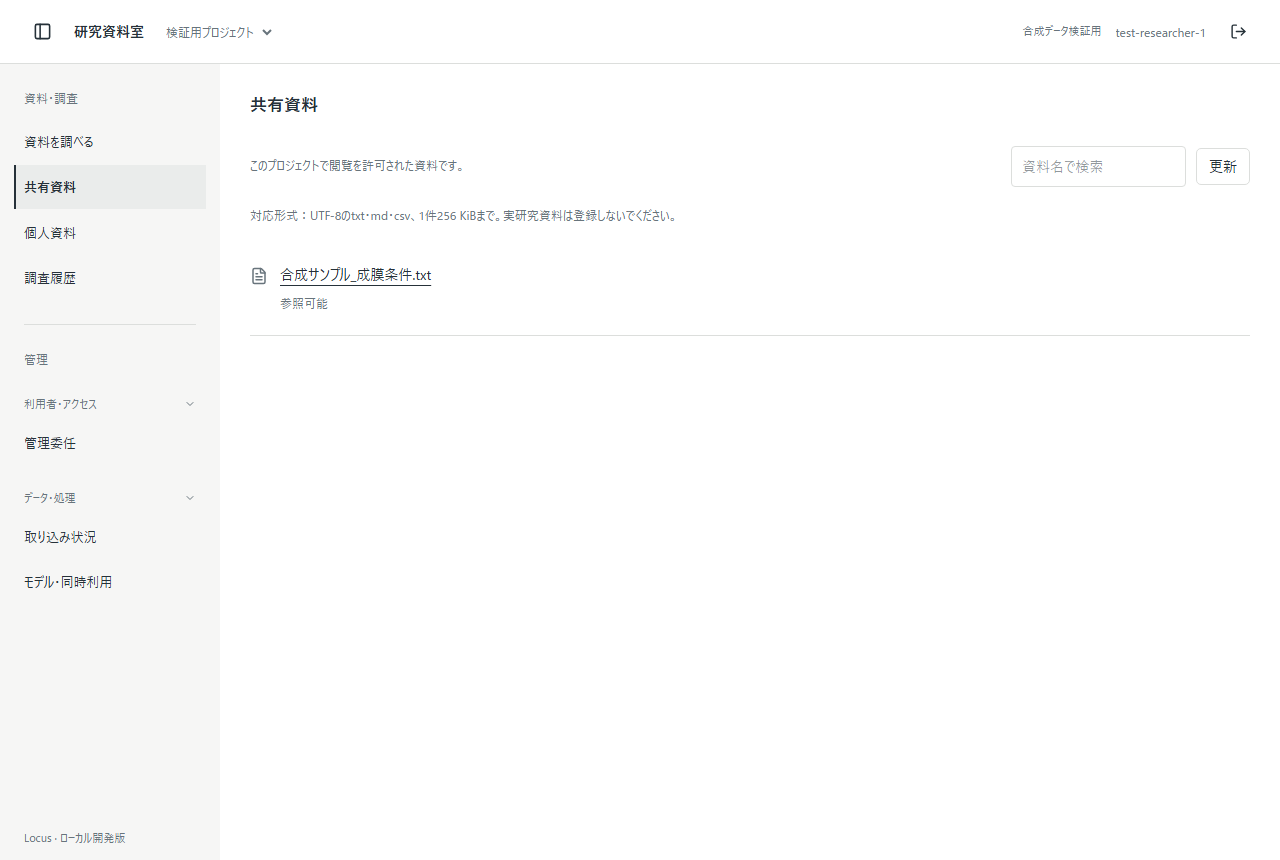 研究資料室
検証用プロジェクト
合成データ検証用
test-researcher-1
資料・調査
資料を調べる
共有資料
個人資料
調査履歴
管理
利用者・アクセス
管理委任
データ・処理
取り込み状況
モデル・同時利用
Locus · ローカル開発版
共有資料
このプロジェクトで閲覧を許可された資料です。
資料名で検索
更新
対応形式：UTF-8のtxt・md・csv、1件256 KiBまで。実研究資料は登録しないでください。
合成サンプル_成膜条件.txt
参照可能